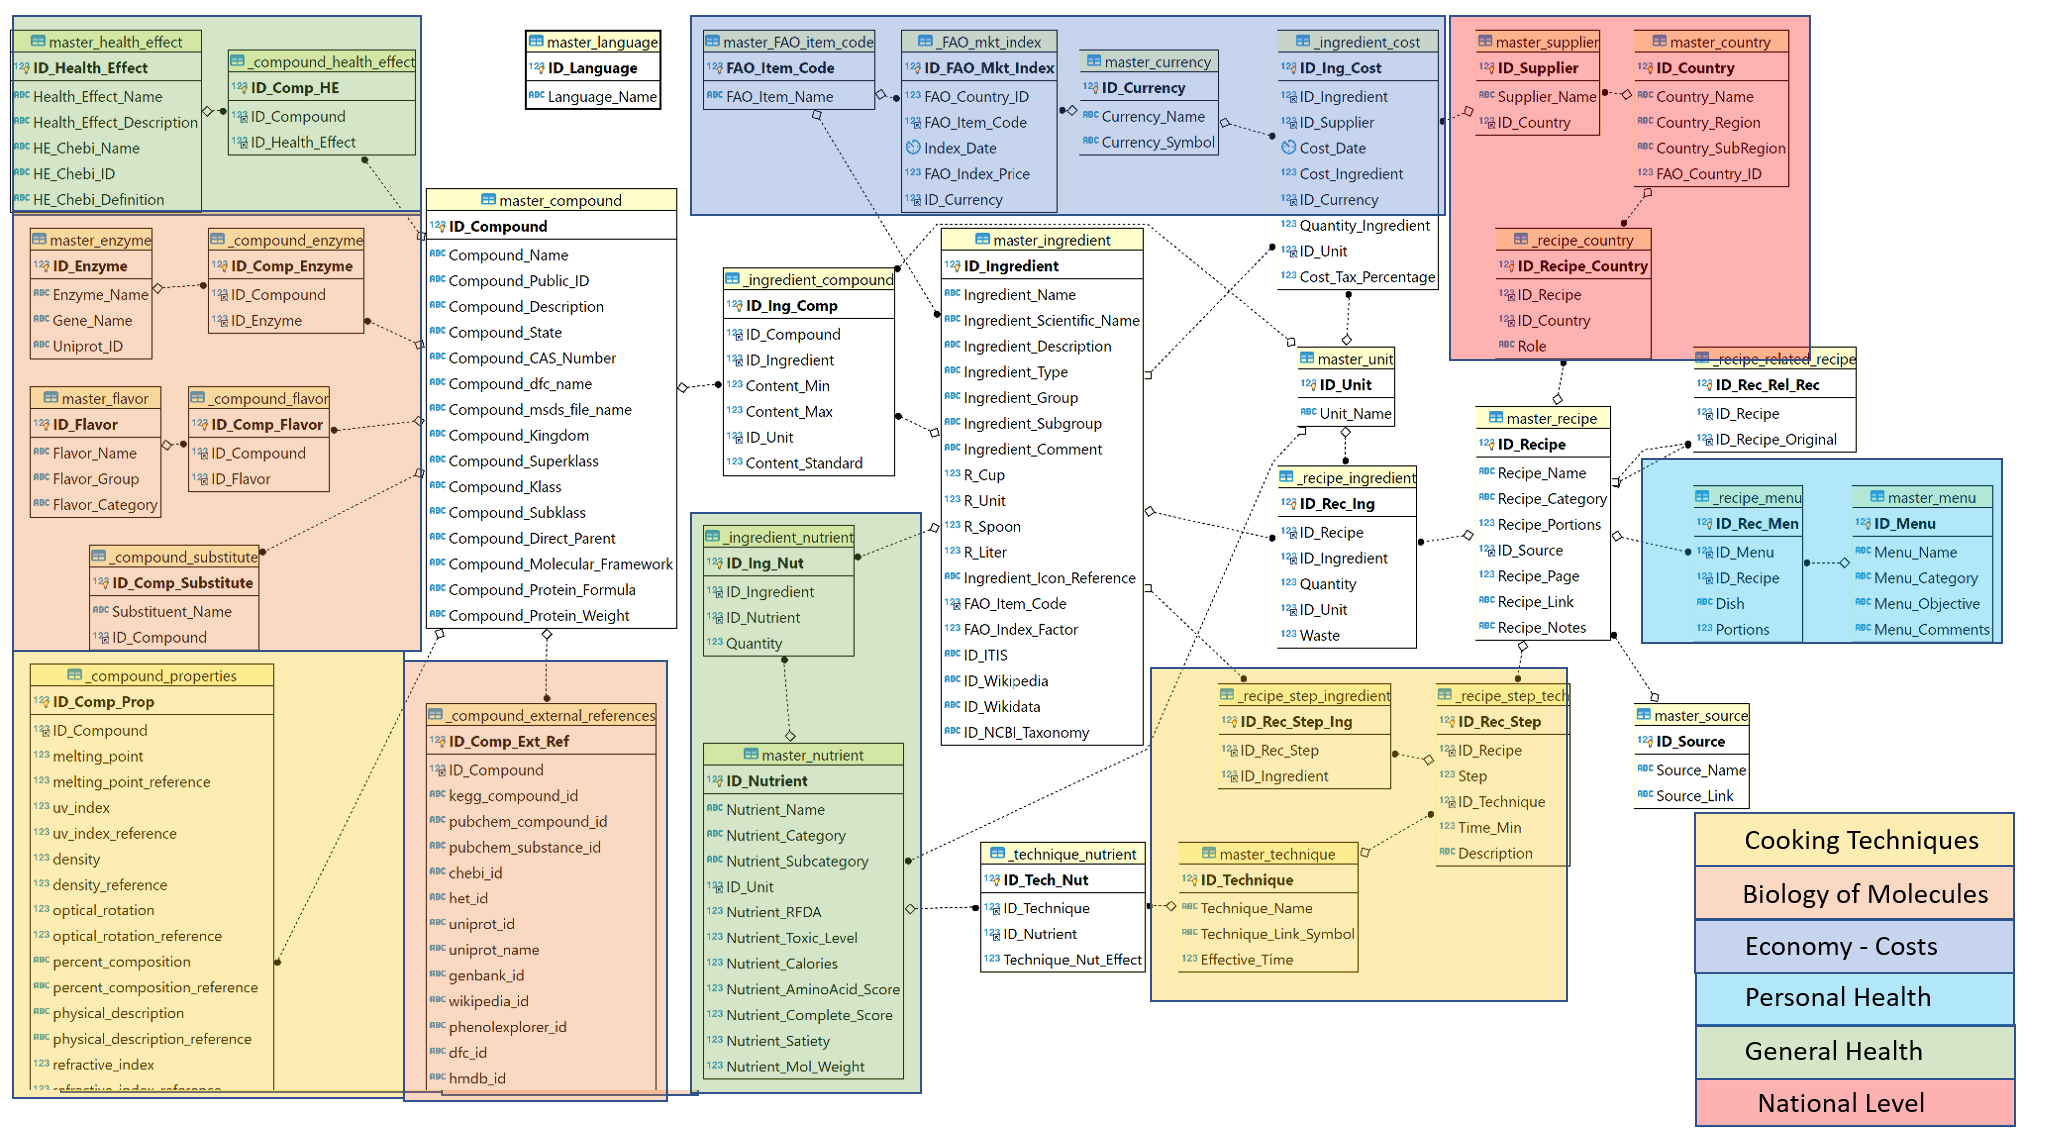 master_health_effect
ID_Health_Effect
Health_Effect_Name
Health_Effect_Description
HE_Chebi_Name
HE_Chebi_ID
HE_Chebi_Definition
_compound_health_effect
ID_Comp_HE
ID_Compound
ID_Health_Effect
master_language
ID_Language
Language_Name
master_FAO_item_code
FAO_Item_Code
FAO_Item_Name
_FAO_mkt_index
ID_FAO_Mkt_Index
FAO_Country_ID
FAO_Item_Code
Index_Date
FAO_Index_Price
ID_Currency
master_currency
ID_Currency
Currency_Name
Currency_Symbol
_ingredient_cost
ID_Ing_Cost
ID_Ingredient
ID_Supplier
Cost_Date
Cost_Ingredient
ID_Currency
Quantity_Ingredient
ID_Unit
Cost_Tax_Percentage
master_supplier
ID_Supplier
Supplier_Name
ID_Country
master_country
ID_Country
Country_Name
Country_Region
Country_SubRegion
FAO_Country_ID
master_enzyme
ID_Enzyme
Enzyme_Name
Gene_Name
Uniprot_ID
_compound_enzyme
ID_Comp_Enzyme
ID_Compound
ID_Enzyme
master_flavor
ID_Flavor
Flavor_Name
Flavor_Group
Flavor_Category
_compound_flavor
ID_Comp_Flavor
ID_Compound
ID_Flavor
_compound_substitute
ID_Comp_Substitute
Substituent_Name
ID_Compound
master_compound
ID_Compound
Compound_Name
Compound_Public_ID
Compound_Description
Compound_State
Compound_CAS_Number
Compound_dfc_name
Compound_msds_file_name
Compound_Kingdom
Compound_Superklass
Compound_Klass
Compound_Subklass
Compound_Direct_Parent
Compound_Molecular_Framework
Compound_Protein_Formula
Compound_Protein_Weight
_ingredient_compound
ID_Ing_Comp
ID_Compound
ID_Ingredient
Content_Min
Content_Max
ID_Unit
Content_Standard
master_ingredient
ID_Ingredient
Ingredient_Name
Ingredient_Scientific_Name
Ingredient_Description
Ingredient_Type
Ingredient_Group
Ingredient_Subgroup
Ingredient_Comment
R_Cup
R_Unit
R_Spoon
R_Liter
Ingredient_Icon_Reference
FAO_Item_Code
FAO_Index_Factor
ID_ITIS
ID_Wikipedia
ID_Wikidata
ID_NCBI_Taxonomy
master_unit
ID_Unit
Unit_Name
_recipe_country
ID_Recipe_Country
ID_Recipe
ID_Country
Role
_recipe_related_recipe
ID_Rec_Rel_Rec
ID_Recipe
ID_Recipe_Original
_recipe_ingredient
ID_Rec_Ing
ID_Recipe
ID_Ingredient
Quantity
ID_Unit
Waste
master_recipe
ID_Recipe
Recipe_Name
Recipe_Category
Recipe_Portions
ID_Source
Recipe_Page
Recipe_Link
Recipe_Notes
_recipe_menu
ID_Rec_Men
ID_Menu
ID_Recipe
Dish
Portions
master_menu
ID_Menu
Menu_Name
Menu_Category
Menu_Objective
Menu_Comments
_compound_properties
ID_Comp_Prop
ID_Compound
melting_point
melting_point_reference
uv_index
uv_index_reference
density
density_reference
optical_rotation
optical_rotation_reference
percent_composition
percent_composition_reference
physical_description
physical_description_reference
refractive_index
refractive_index_reference
_compound_external_references
ID_Comp_Ext_Ref
ID_Compound
kegg_compound_id
pubchem_compound_id
pubchem_substance_id
chebi_id
het_id
uniprot_id
uniprot_name
genbank_id
wikipedia_id
phenolexplorer_id
dfc_id
hmdb_id
_ingredient_nutrient
ID_Ing_Nut
ID_Ingredient
ID_Nutrient
Quantity
master_nutrient
ID_Nutrient
Nutrient_Name
Nutrient_Category
Nutrient_Subcategory
ID_Unit
Nutrient_RFDA
Nutrient_Toxic_Level
Nutrient_Calories
Nutrient_AminoAcid_Score
Nutrient_Complete_Score
Nutrient_Satiety
Nutrient_Mol_Weight
_technique_nutrient
ID_Tech_Nut
ID_Technique
ID_Nutrient
Technique_Nut_Effect
_recipe_step_ingredient
ID_Rec_Step_Ing
ID_Rec_Step
ID_Ingredient
_recipe_step_tech
ID_Rec_Step
ID_Recipe
Step
ID_Technique
Time_Min
Description
master_technique
ID_Technique
Technique_Name
Technique_Link_Symbol
Effective_Time
master_source
ID_Source
Source_Name
Source_Link
Cooking Techniques
Biology of Molecules
Economy - Costs
Personal Health
General Health
National Level